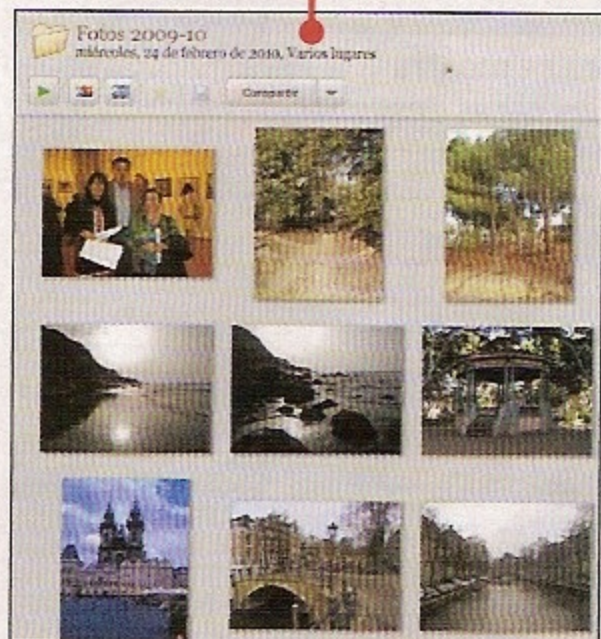 Fotos 2009-10
miércoles, 24 de febrero de 2010, Varios lugares
Compartir